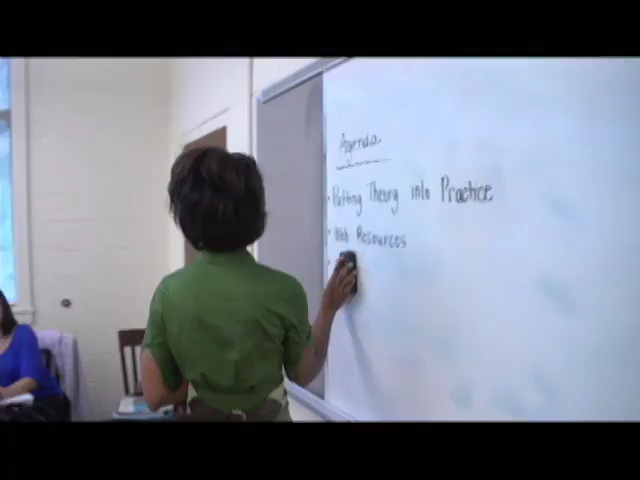 Agenda
• Putting Theory into Practice
• Web Resources
•